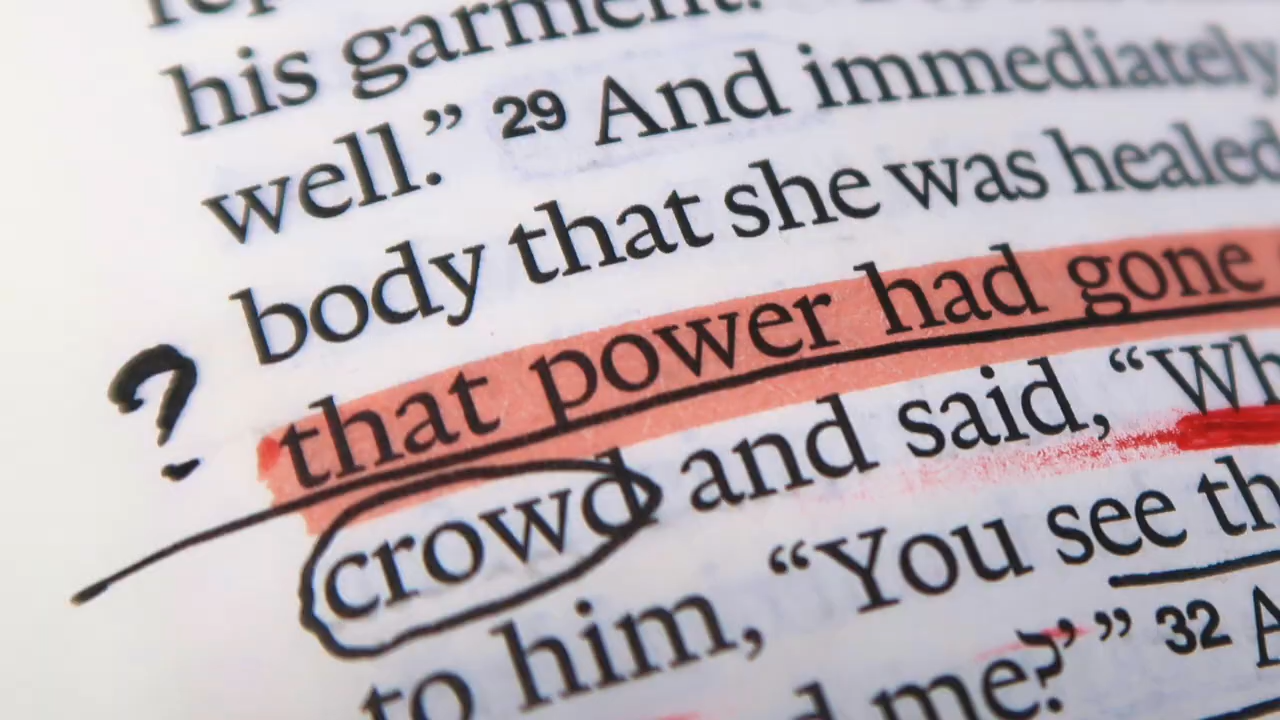 his garment.
well.” 29 And immediately
body that she was healed
that power had gone
?
crowd and said, “Wh
to him, “You see th
me?’” 32 A